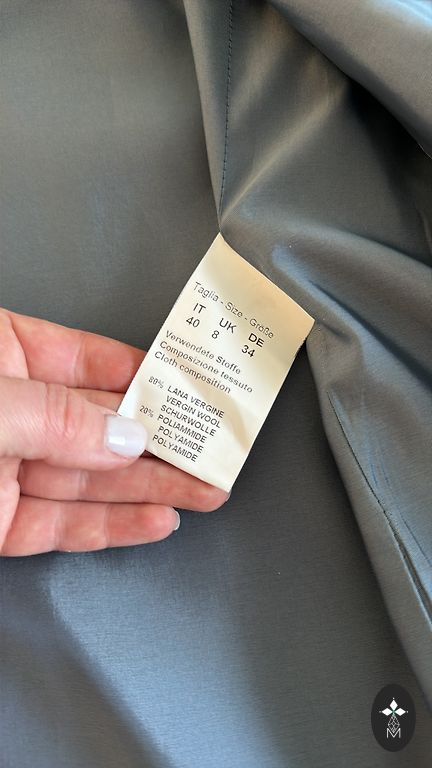 Taglia - Size - Größe
IT UK DE
40 8 34
Verwendete Stoffe
Composizione tessuto
Cloth composition
80% LANA VERGINE
VERGIN WOOL
SCHURWOLLE
20% POLIAMMIDE
POLYAMIDE
POLYAMIDE
M